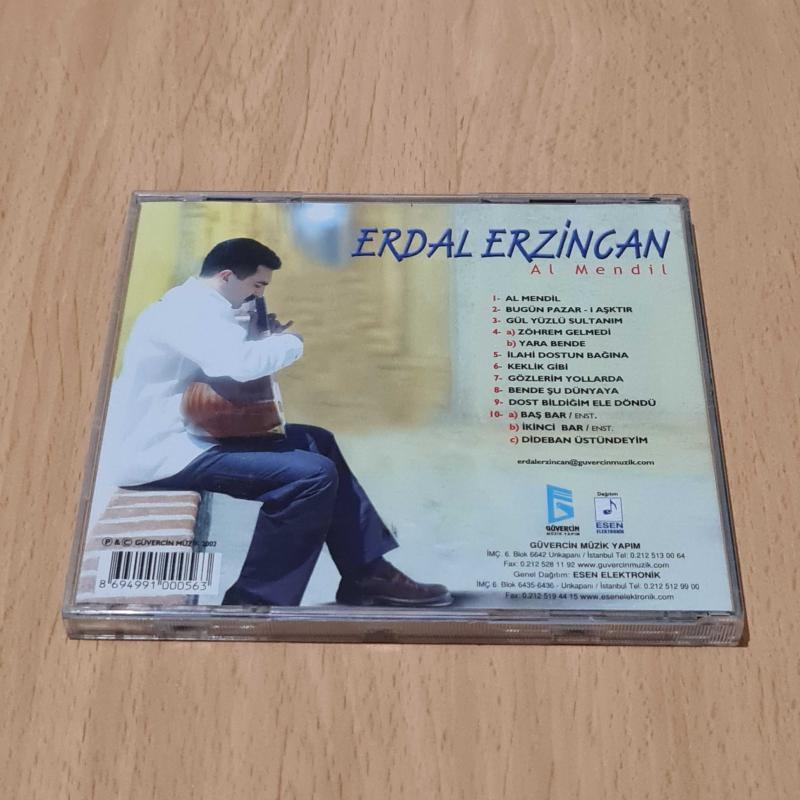 ERDAL ERZİNCAN
Al Mendil
1- AL MENDİL
2- BUGÜN PAZAR - I AŞKTIR
3- GÜL YÜZLÜ SULTANIM
4- a) ZÖHREM GELMEDİ
b) YARA BENDE
5- İLAHİ DOSTUN BAĞINA
6- KEKLİK GİBİ
7- GÖZLERİM YOLLARDA
8- BENDE ŞU DÜNYAYA
9- DOST BİLDİĞİM ELE DÖNDÜ
10- a) BAŞ BAR / ENST.
b) İKİNCİ BAR / ENST.
c) DİDEBAN ÜSTÜNDEYİM
erdalerzincan@guvercinmuzik.com
GÜVERCİN
MÜZİK YAPIM
Dağıtım
ESEN
ELEKTRONİK
GÜVERCİN MÜZİK YAPIM
İMÇ. 6. Blok 6642 Unkapanı / İstanbul Tel: 0.212 513 00 64
Fax: 0.212 528 11 92 www.guvercinmuzik.com
Genel Dağıtım: ESEN ELEKTRONİK
İMÇ 6. Blok 6435-6436.- Unkapanı / İstanbul Tel: 0.212 512 99 00
Fax: 0.212 519 44 15 www.esenelektronik.com
℗ & © GÜVERCİN MÜZİK 2002
8 694991 000563